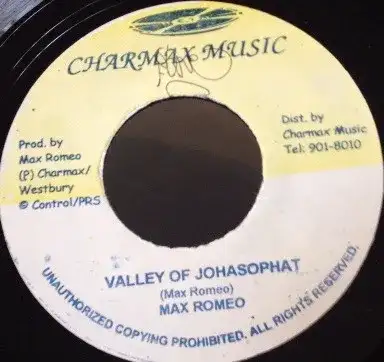 CHARMAX MUSIC
Prod. by
Max Romeo
(P) Charmax/
Westbury
© Control/PRS
Dist. by
Charmax Music
Tel: 901-8010
VALLEY OF JOHASOPHAT
(Max Romeo)
MAX ROMEO
UNAUTHORIZED COPYING PROHIBITED. ALL RIGHTS RESERVED.